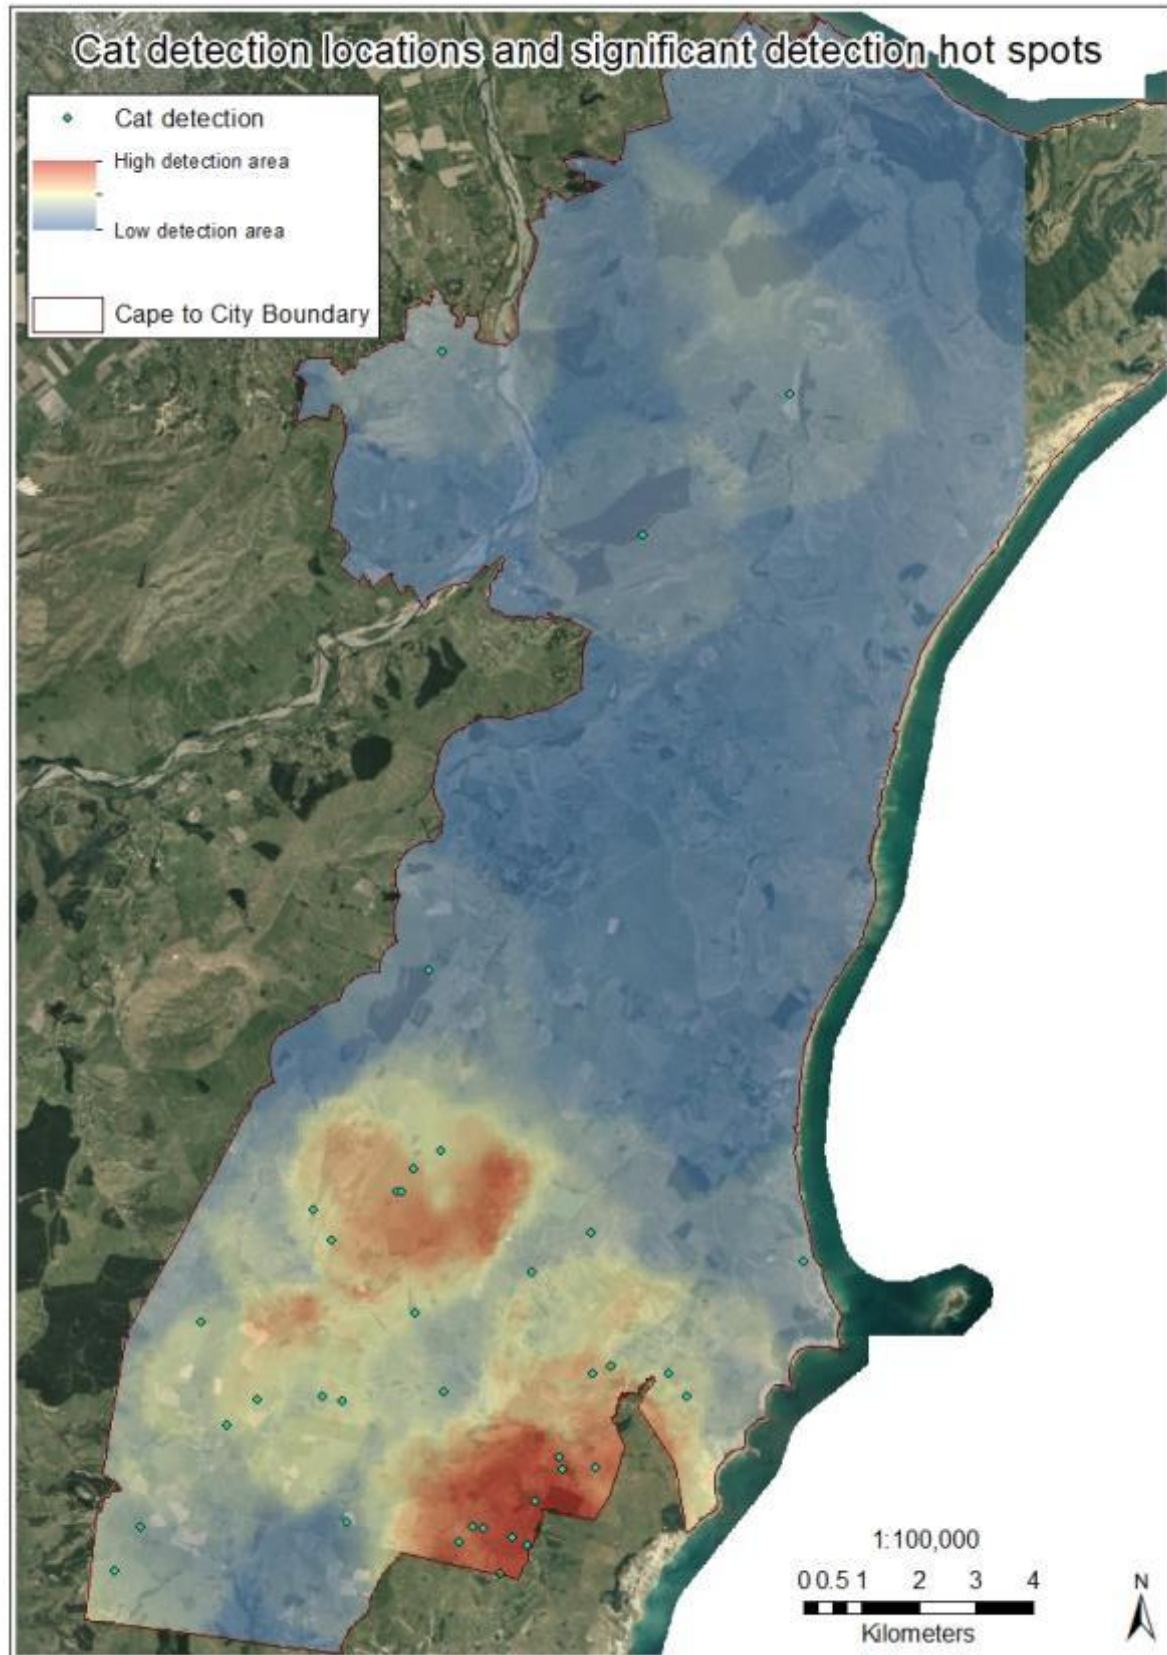 Cat detection locations and significant detection hot spots
Cat detection
High detection area
Low detection area
Cape to City Boundary
1:100,000
0 0.5 1 2 3 4
Kilometers
N